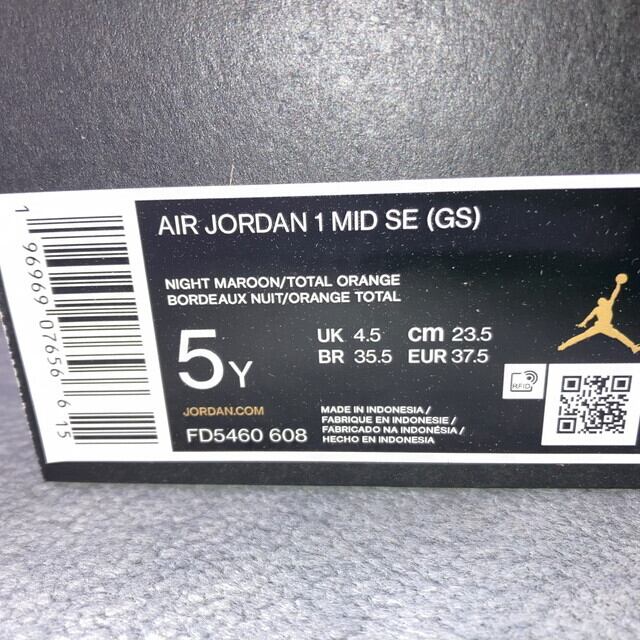 AIR JORDAN 1 MID SE (GS)
NIGHT MAROON/TOTAL ORANGE
BORDEAUX NUIT/ORANGE TOTAL
5Y
UK 4.5 cm 23.5
BR 35.5 EUR 37.5
RFID
JORDAN.COM
FD5460 608
MADE IN INDONESIA /
FABRIQUE EN INDONESIE /
FABRICADO NA INDONÉSIA /
HECHO EN INDONESIA
1 96969 07656 6 15